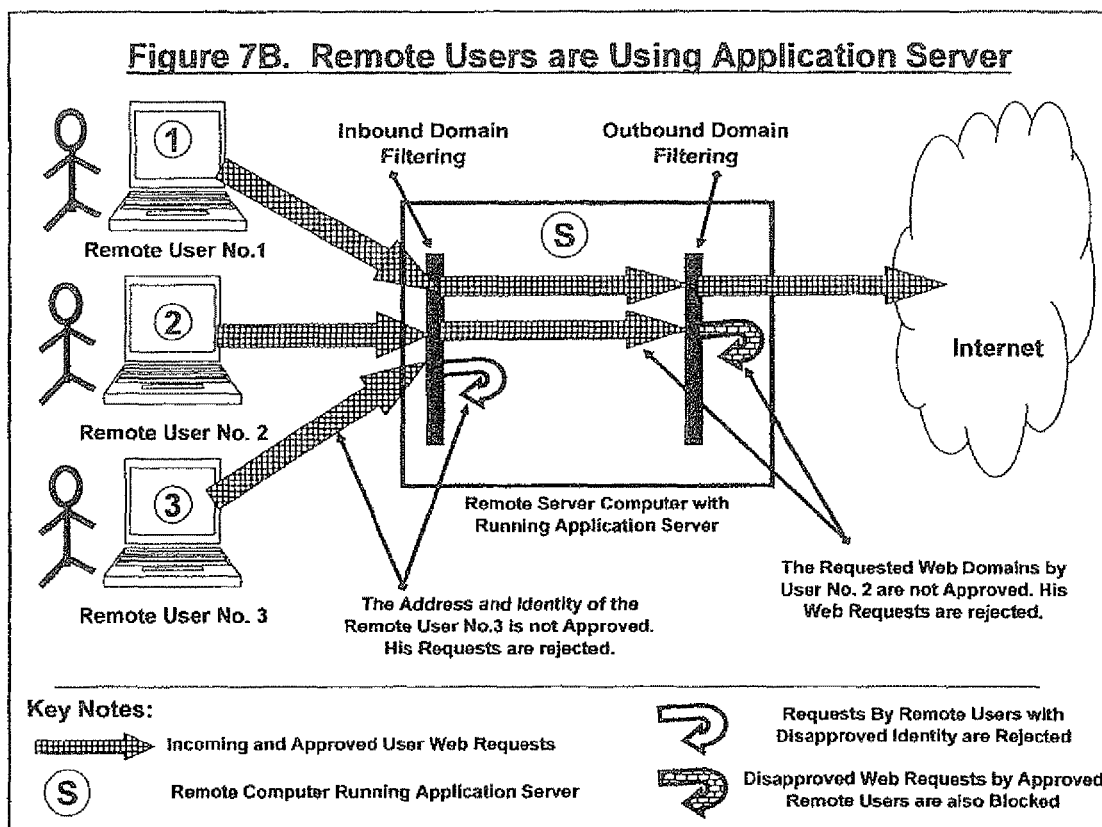 Figure 7B. Remote Users are Using Application Server
1
Remote User No.1
Inbound Domain
Filtering
Outbound Domain
Filtering
S
2
Remote User No. 2
Internet
3
Remote User No. 3
Remote Server Computer with
Running Application Server
The Address and Identity of the
Remote User No.3 is not Approved.
His Requests are rejected.
The Requested Web Domains by
User No. 2 are not Approved. His
Web Requests are rejected.
Key Notes:
Incoming and Approved User Web Requests
S
Remote Computer Running Application Server
Requests By Remote Users with
Disapproved Identity are Rejected
Disapproved Web Requests by Approved
Remote Users are also Blocked